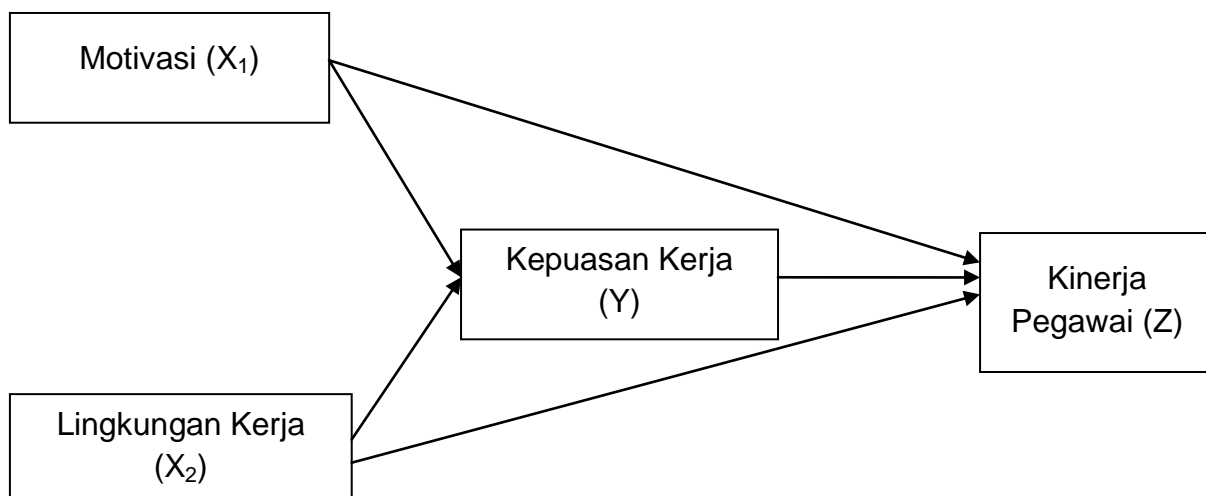 Motivasi (X₁)
Kepuasan Kerja
(Y)
Kinerja
Pegawai (Z)
Lingkungan Kerja
(X₂)